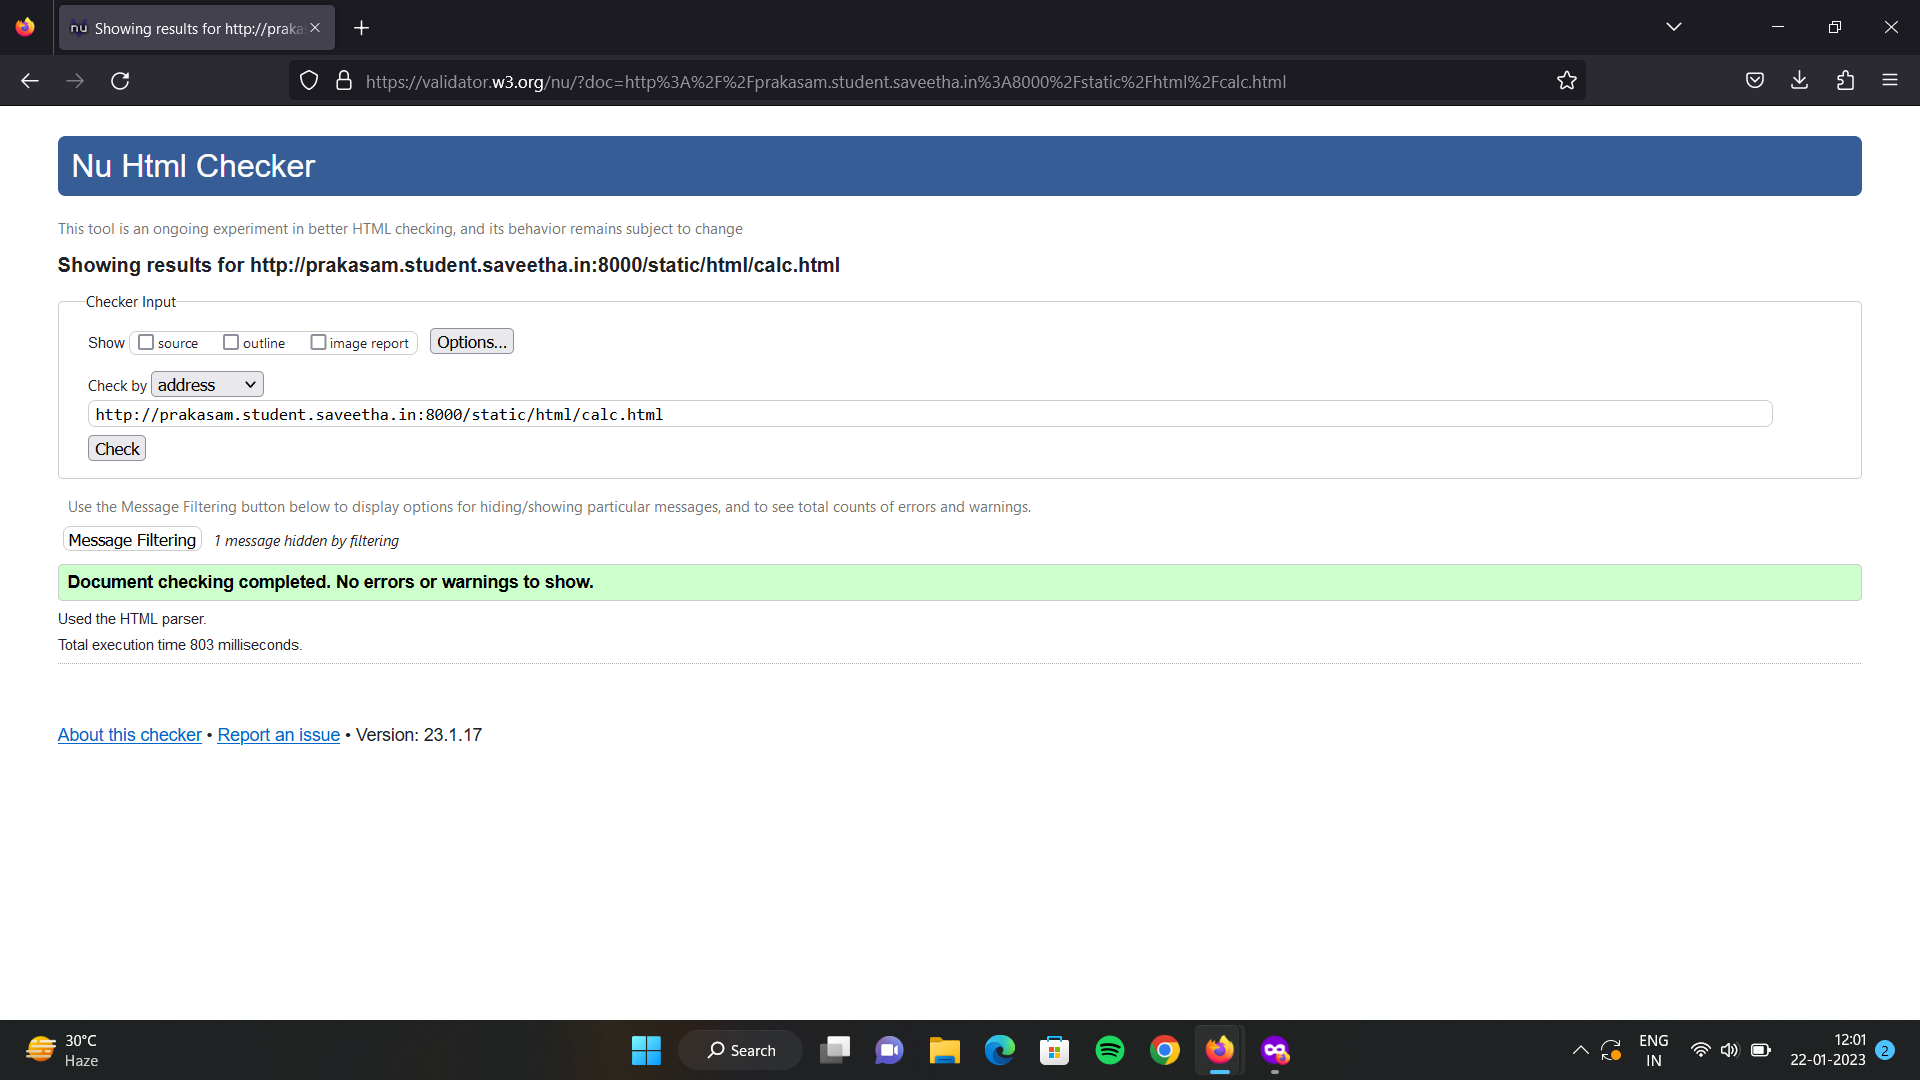 Showing results for http://praka
https://validator.w3.org/nu/?doc=http%3A%2F%2Fprakasam.student.saveetha.in%3A8000%2Fstatic%2Fhtml%2Fcalc.html
Nu Html Checker
This tool is an ongoing experiment in better HTML checking, and its behavior remains subject to change
Showing results for http://prakasam.student.saveetha.in:8000/static/html/calc.html
Checker Input
Show source outline image report Options...
Check by address
http://prakasam.student.saveetha.in:8000/static/html/calc.html
Check
Use the Message Filtering button below to display options for hiding/showing particular messages, and to see total counts of errors and warnings.
Message Filtering 1 message hidden by filtering
Document checking completed. No errors or warnings to show.
Used the HTML parser.
Total execution time 803 milliseconds.
About this checker • Report an issue • Version: 23.1.17
30°C
Haze
Search
ENG
IN
12:01
22-01-2023
2